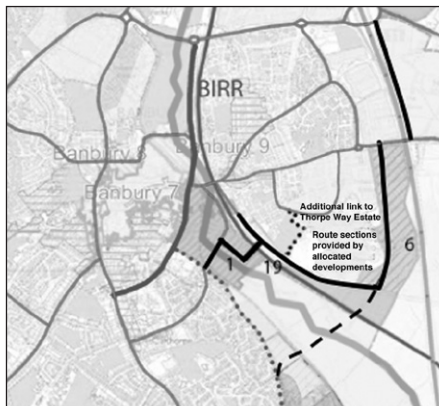 BIRR
Banbury 8
Banbury 9
Banbury 7
Additional link to
Thorpe Way Estate
Route sections
provided by
allocated
developments
6
1
19